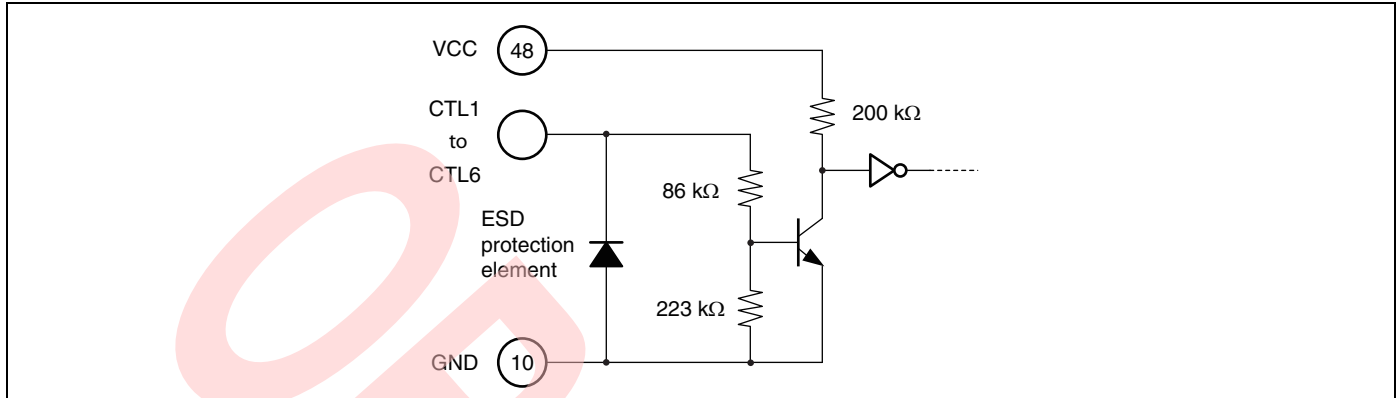 VCC 48
CTL1
to
CTL6
200 kΩ
86 kΩ
ESD
protection
element
223 kΩ
GND 10